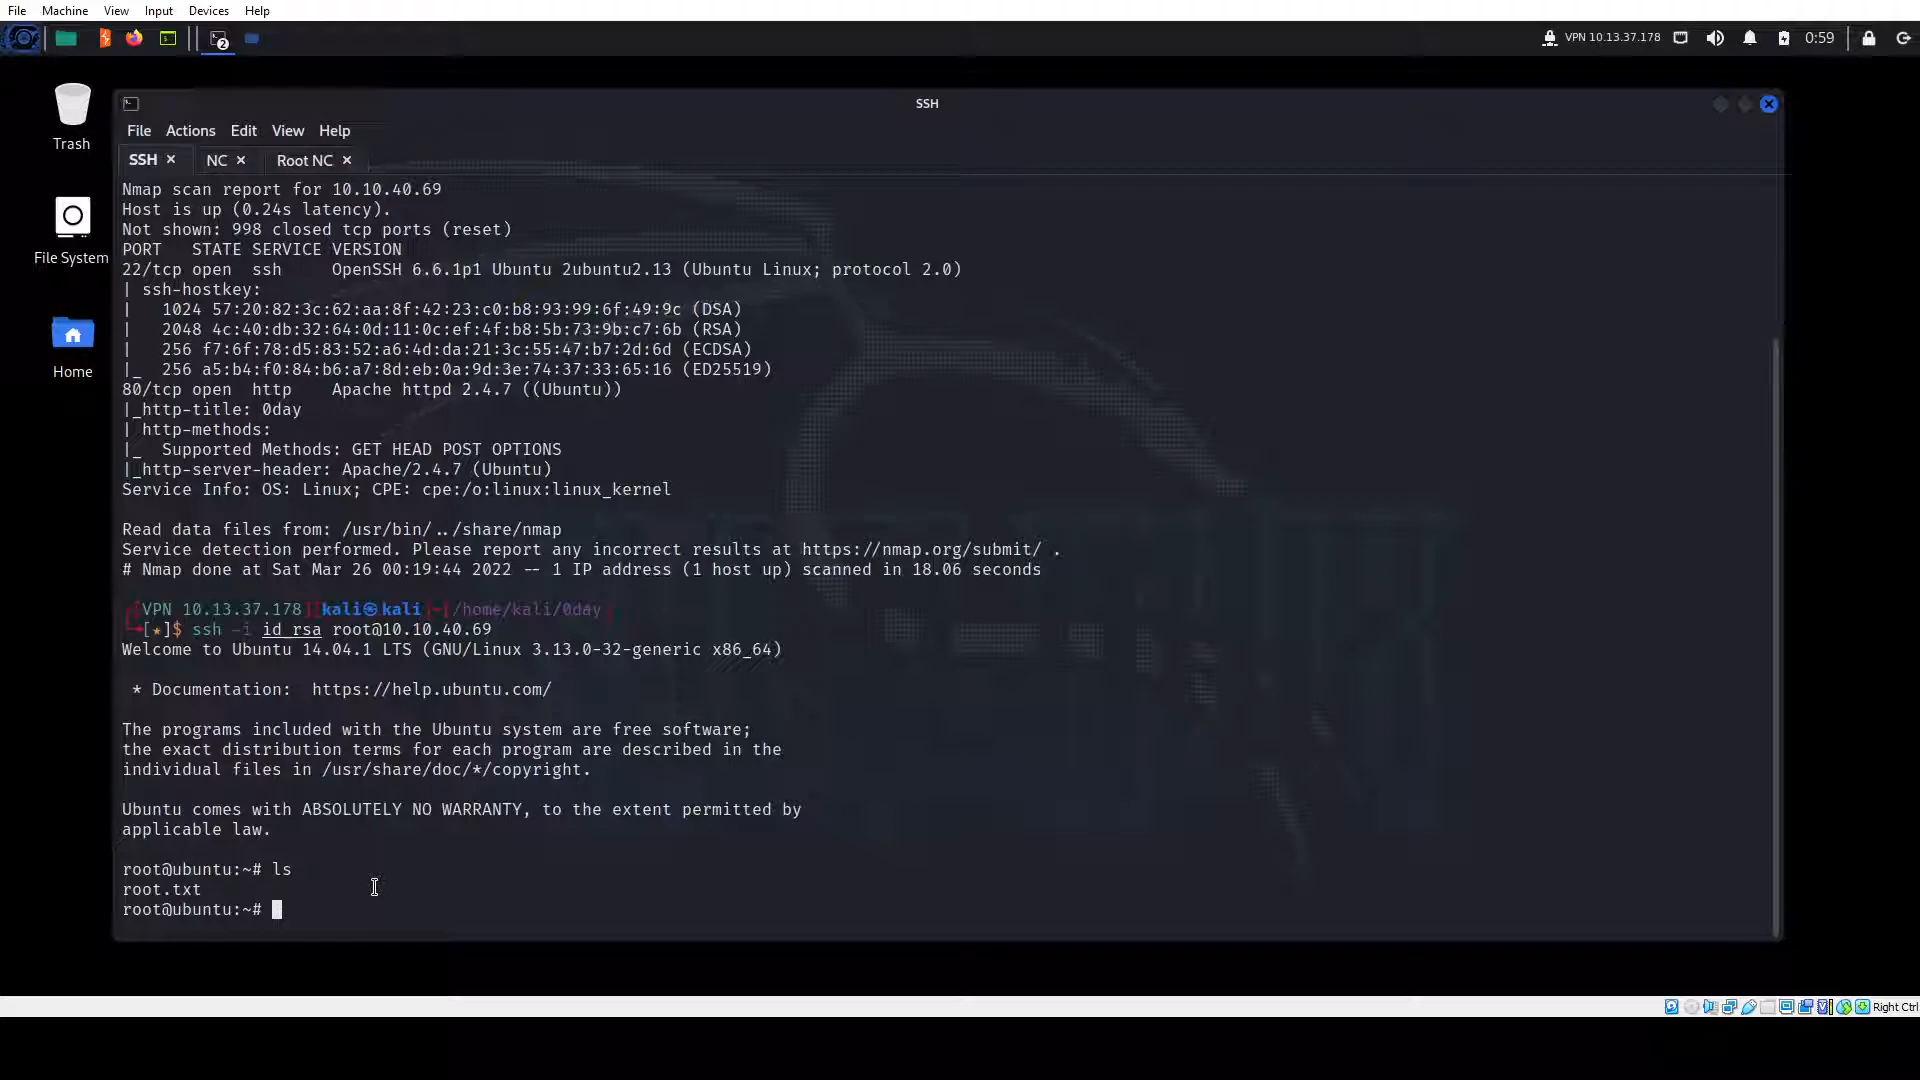 File Machine View Input Devices Help
2 VPN 10.13.37.178 0:59
Trash
File System
Home
SSH
File Actions Edit View Help
SSH × NC × Root NC ×
Nmap scan report for 10.10.40.69
Host is up (0.24s latency).
Not shown: 998 closed tcp ports (reset)
PORT   STATE SERVICE VERSION
22/tcp open  ssh     OpenSSH 6.6.1p1 Ubuntu 2ubuntu2.13 (Ubuntu Linux; protocol 2.0)
| ssh-hostkey:
|   1024 57:20:82:3c:62:aa:8f:42:23:c0:b8:93:99:6f:49:9c (DSA)
|   2048 4c:40:db:32:64:0d:11:0c:ef:4f:b8:5b:73:9b:c7:6b (RSA)
|   256 f7:6f:78:d5:83:52:a6:4d:da:21:3c:55:47:b7:2d:6d (ECDSA)
|_  256 a5:b4:f0:84:b6:a7:8d:eb:0a:9d:3e:74:37:33:65:16 (ED25519)
80/tcp open  http    Apache httpd 2.4.7 ((Ubuntu))
|_http-title: 0day
| http-methods:
|_  Supported Methods: GET HEAD POST OPTIONS
|_http-server-header: Apache/2.4.7 (Ubuntu)
Service Info: OS: Linux; CPE: cpe:/o:linux:linux_kernel
Read data files from: /usr/bin/../share/nmap
Service detection performed. Please report any incorrect results at https://nmap.org/submit/ .
# Nmap done at Sat Mar 26 00:19:44 2022 -- 1 IP address (1 host up) scanned in 18.06 seconds
┌─[VPN 10.13.37.178][kali㉿kali]-[/home/kali/0day]
└─[★]$ ssh -i id_rsa root@10.10.40.69
Welcome to Ubuntu 14.04.1 LTS (GNU/Linux 3.13.0-32-generic x86_64)
* Documentation:  https://help.ubuntu.com/
The programs included with the Ubuntu system are free software;
the exact distribution terms for each program are described in the
individual files in /usr/share/doc/*/copyright.
Ubuntu comes with ABSOLUTELY NO WARRANTY, to the extent permitted by
applicable law.
root@ubuntu:~# ls
root.txt
root@ubuntu:~#
Right Ctrl